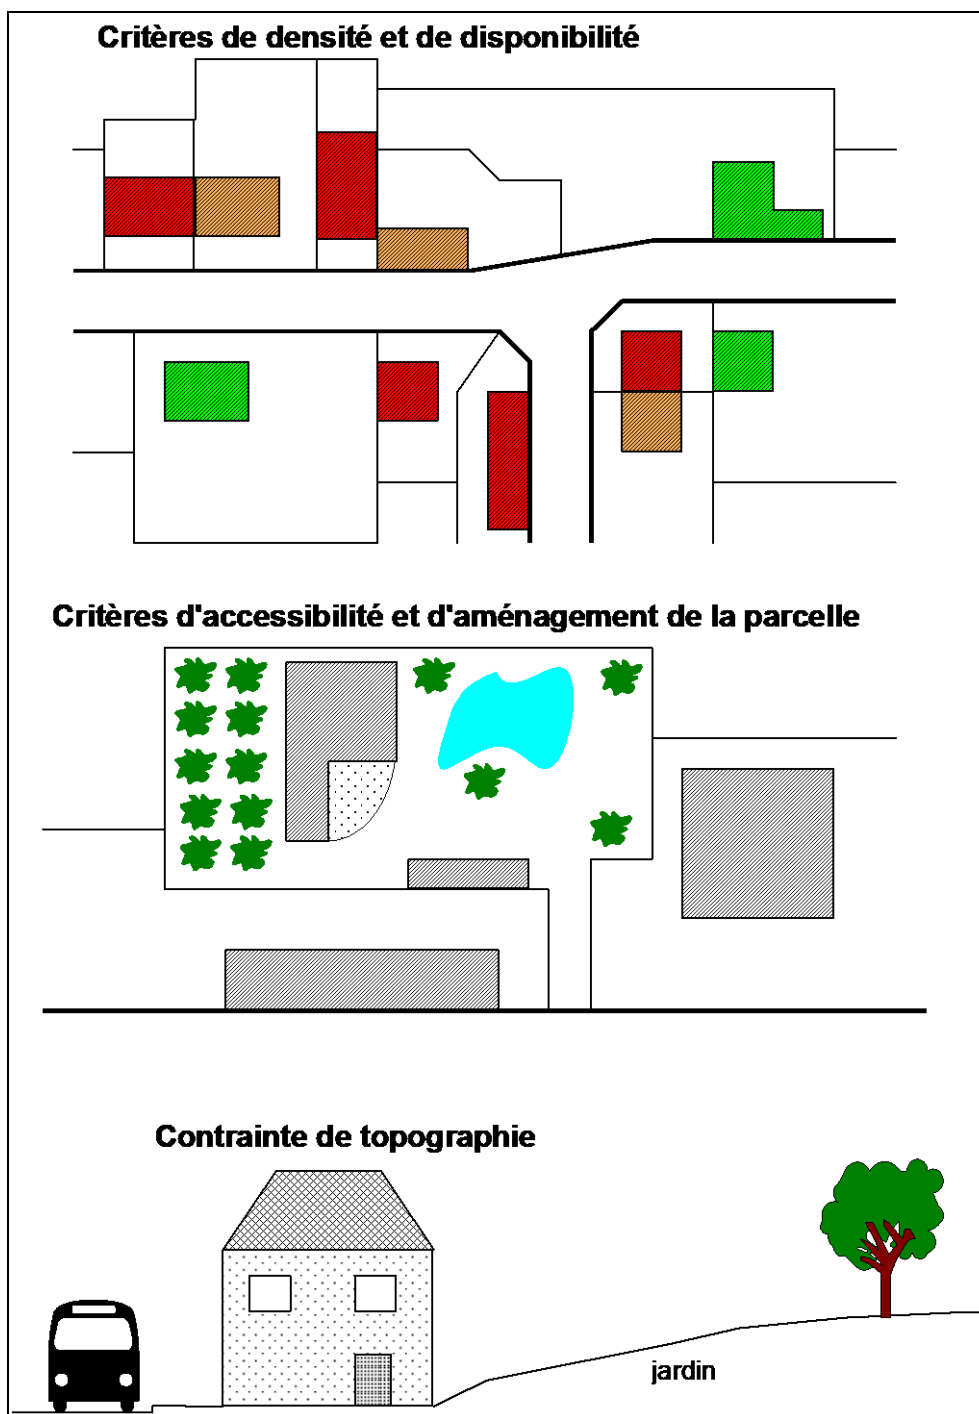 Critères de densité et de disponibilité
Critères d'accessibilité et d'aménagement de la parcelle
Contrainte de topographie
jardin